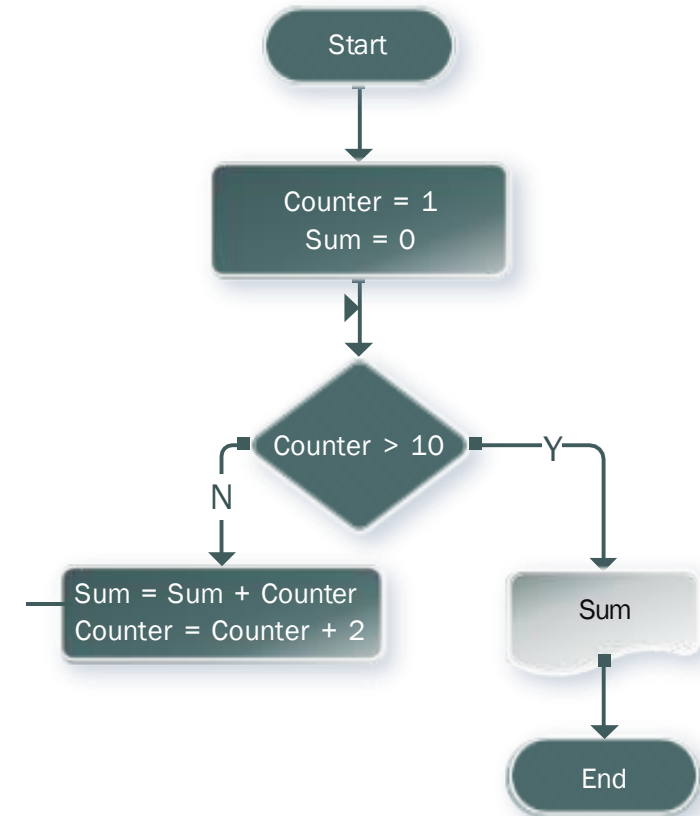 Start
Counter = 1
Sum = 0
Counter > 10
Y
N
Sum = Sum + Counter
Counter = Counter + 2
Sum
End